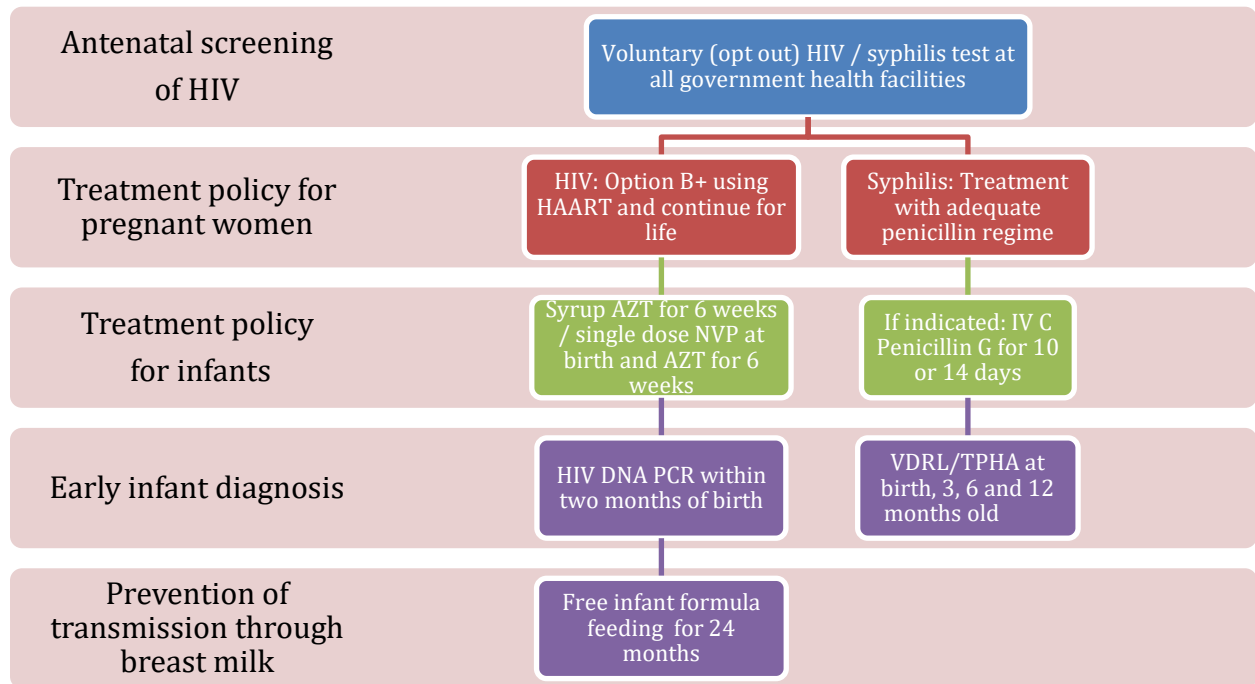 Antenatal screening
of HIV
Voluntary (opt out) HIV / syphilis test at
all government health facilities
Treatment policy for
pregnant women
HIV: Option B+ using
HAART and continue for
life
Syphilis: Treatment
with adequate
penicillin regime
Treatment policy
for infants
Syrup AZT for 6 weeks
/ single dose NVP at
birth and AZT for 6
weeks
If indicated: IV C
Penicillin G for 10
or 14 days
Early infant diagnosis
HIV DNA PCR within
two months of birth
VDRL/TPHA at
birth, 3, 6 and 12
months old
Prevention of
transmission through
breast milk
Free infant formula
feeding for 24
months